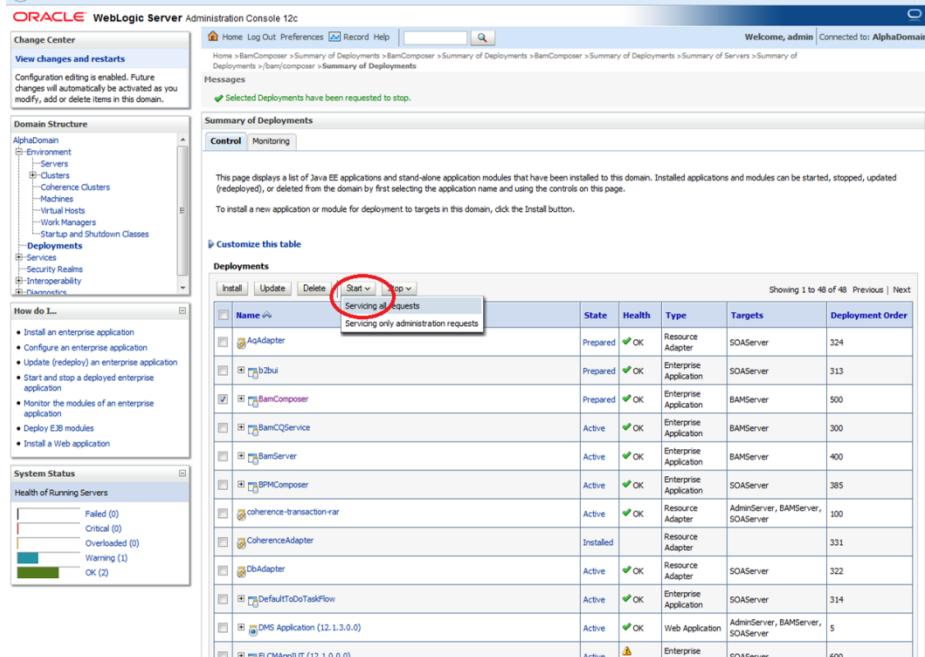 ORACLE WebLogic Server Administration Console 12c
Change Center
View changes and restarts
Configuration editing is enabled. Future
changes will automatically be activated as you
modify, add or delete items in this domain.
Domain Structure
AlphaDomain
Environment
Servers
Clusters
Coherence Clusters
Machines
Virtual Hosts
Work Managers
Startup and Shutdown Classes
Deployments
Services
Security Realms
Interoperability
Diagnostics
How do I...
Install an enterprise application
Configure an enterprise application
Update (redeploy) an enterprise application
Start and stop a deployed enterprise
application
Monitor the modules of an enterprise
application
Deploy EJB modules
Install a Web application
System Status
Health of Running Servers
Failed (0)
Critical (0)
Overloaded (0)
Warning (1)
OK (2)
Home Log Out Preferences Record Help
Welcome, admin Connected to: AlphaDomain
Home >BamComposer >Summary of Deployments >BamComposer >Summary of Deployments >BamComposer >Summary of Deployments >Summary of Servers >Summary of
Deployments >/bam/composer >Summary of Deployments
Messages
Selected Deployments have been requested to stop.
Summary of Deployments
Control Monitoring
This page displays a list of Java EE applications and stand-alone application modules that have been installed to this domain. Installed applications and modules can be started, stopped, updated
(redeployed), or deleted from the domain by first selecting the application name and using the controls on this page.
To install a new application or module for deployment to targets in this domain, click the Install button.
Customize this table
Deployments
Install Update Delete Start Stop Showing 1 to 48 of 48 Previous | Next
Servicing all requests
Servicing only administration requests
Name State Health Type Targets Deployment Order
AqAdapter Prepared OK Resource Adapter SOAServer 324
b2bui Prepared OK Enterprise Application SOAServer 313
BamComposer Prepared OK Enterprise Application BAMServer 500
BamCQService Active OK Enterprise Application BAMServer 300
BamServer Active OK Enterprise Application BAMServer 400
BPMComposer Active OK Enterprise Application SOAServer 385
coherence-transaction-rar Active OK Resource Adapter AdminServer, BAMServer, SOAServer 100
CoherenceAdapter Installed Resource Adapter 331
DbAdapter Active OK Resource Adapter SOAServer 322
DefaultToDoTaskFlow Active OK Enterprise Application SOAServer 314
DMS Application (12.1.3.0.0) Active OK Web Application AdminServer, BAMServer, SOAServer 5
Active Enterprise SOAServer 600